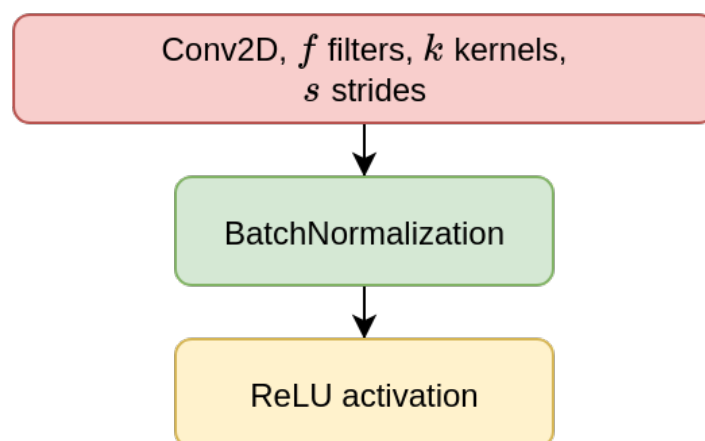 Conv2D, f filters, k kernels,
s strides
BatchNormalization
ReLU activation